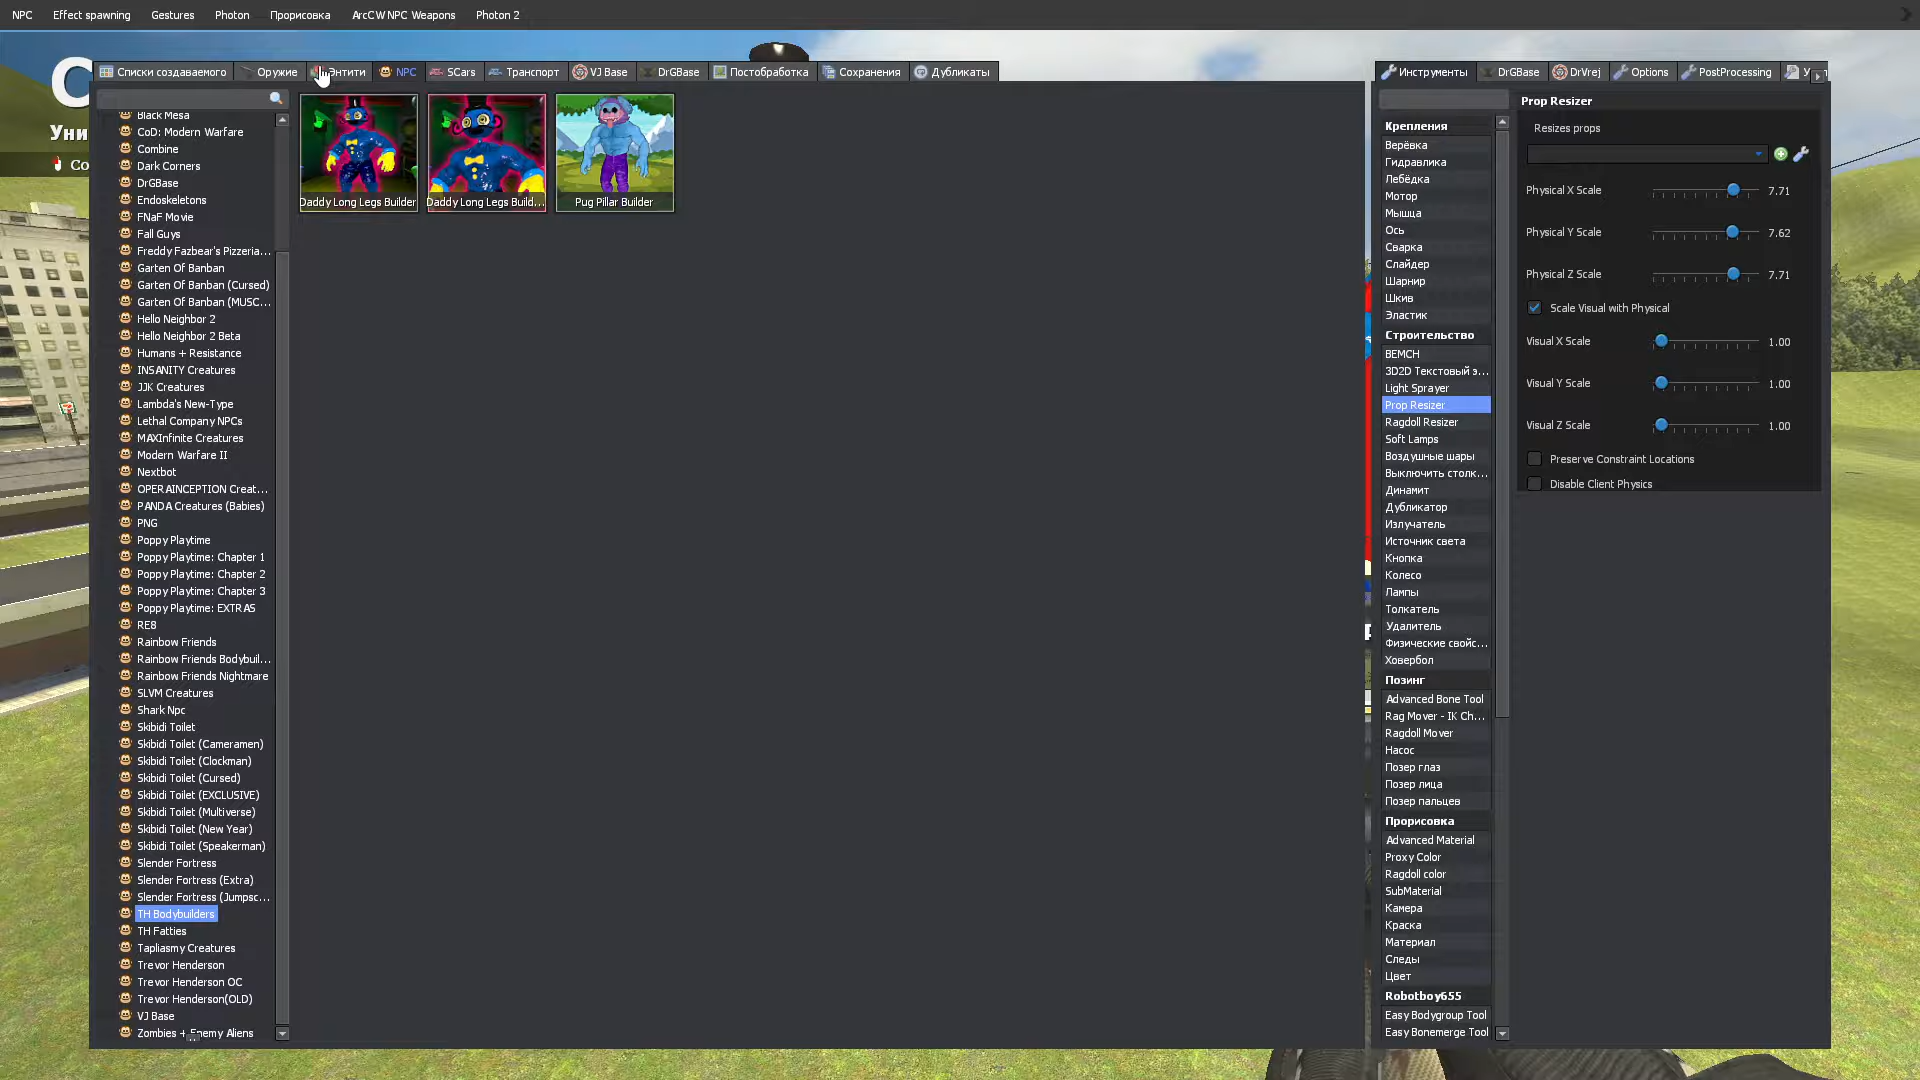 NPC Effect spawning Gestures Photon Прорисовка ArcCW NPC Weapons Photon 2
C
Уни
Со
Списки создаваемого Оружие Энтити NPC SCars Транспорт VJ Base DrGBase Постобработка Сохранения Дубликаты
Black Mesa
CoD: Modern Warfare
Combine
Dark Corners
DrGBase
Endoskeletons
FNaF Movie
Fall Guys
Freddy Fazbear's Pizzeria...
Garten Of Banban
Garten Of Banban (Cursed)
Garten Of Banban (MUSC...
Hello Neighbor 2
Hello Neighbor 2 Beta
Humans + Resistance
INSANITY Creatures
JJK Creatures
Lambda's New-Type
Lethal Company NPCs
MAXInfinite Creatures
Modern Warfare II
Nextbot
OPERAINCEPTION Creat...
PANDA Creatures (Babies)
PNG
Poppy Playtime
Poppy Playtime: Chapter 1
Poppy Playtime: Chapter 2
Poppy Playtime: Chapter 3
Poppy Playtime: EXTRAS
RE8
Rainbow Friends
Rainbow Friends Bodybuil...
Rainbow Friends Nightmare
SLVM Creatures
Shark Npc
Skibidi Toilet
Skibidi Toilet (Cameramen)
Skibidi Toilet (Clockman)
Skibidi Toilet (Cursed)
Skibidi Toilet (EXCLUSIVE)
Skibidi Toilet (Multiverse)
Skibidi Toilet (New Year)
Skibidi Toilet (Speakerman)
Slender Fortress
Slender Fortress (Extra)
Slender Fortress (Jumpsc...
TH Bodybuilders
TH Fatties
Tapliasmy Creatures
Trevor Henderson
Trevor Henderson OC
Trevor Henderson(OLD)
VJ Base
Zombies + Enemy Aliens
Daddy Long Legs Builder
Daddy Long Legs Build...
Pug Pillar Builder
Инструменты DrGBase DrVrej Options PostProcessing
Крепления
Верёвка
Гидравлика
Лебёдка
Мотор
Мышца
Ось
Сварка
Слайдер
Шарнир
Шкив
Эластик
Строительство
BEMCH
3D2D Текстовый э...
Light Sprayer
Prop Resizer
Ragdoll Resizer
Soft Lamps
Воздушные шары
Выключить столк...
Динамит
Дубликатор
Излучатель
Источник света
Кнопка
Колесо
Лампы
Толкатель
Удалитель
Физические свойс...
Ховербол
Позинг
Advanced Bone Tool
Rag Mover - IK Ch...
Ragdoll Mover
Насос
Позер глаз
Позер лица
Позер пальцев
Прорисовка
Advanced Material
Proxy Color
Ragdoll color
SubMaterial
Камера
Краска
Материал
Следы
Цвет
Robotboy655
Easy Bodygroup Tool
Easy Bonemerge Tool
Prop Resizer
Resizes props
Physical X Scale 7.71
Physical Y Scale 7.62
Physical Z Scale 7.71
Scale Visual with Physical
Visual X Scale 1.00
Visual Y Scale 1.00
Visual Z Scale 1.00
Preserve Constraint Locations
Disable Client Physics